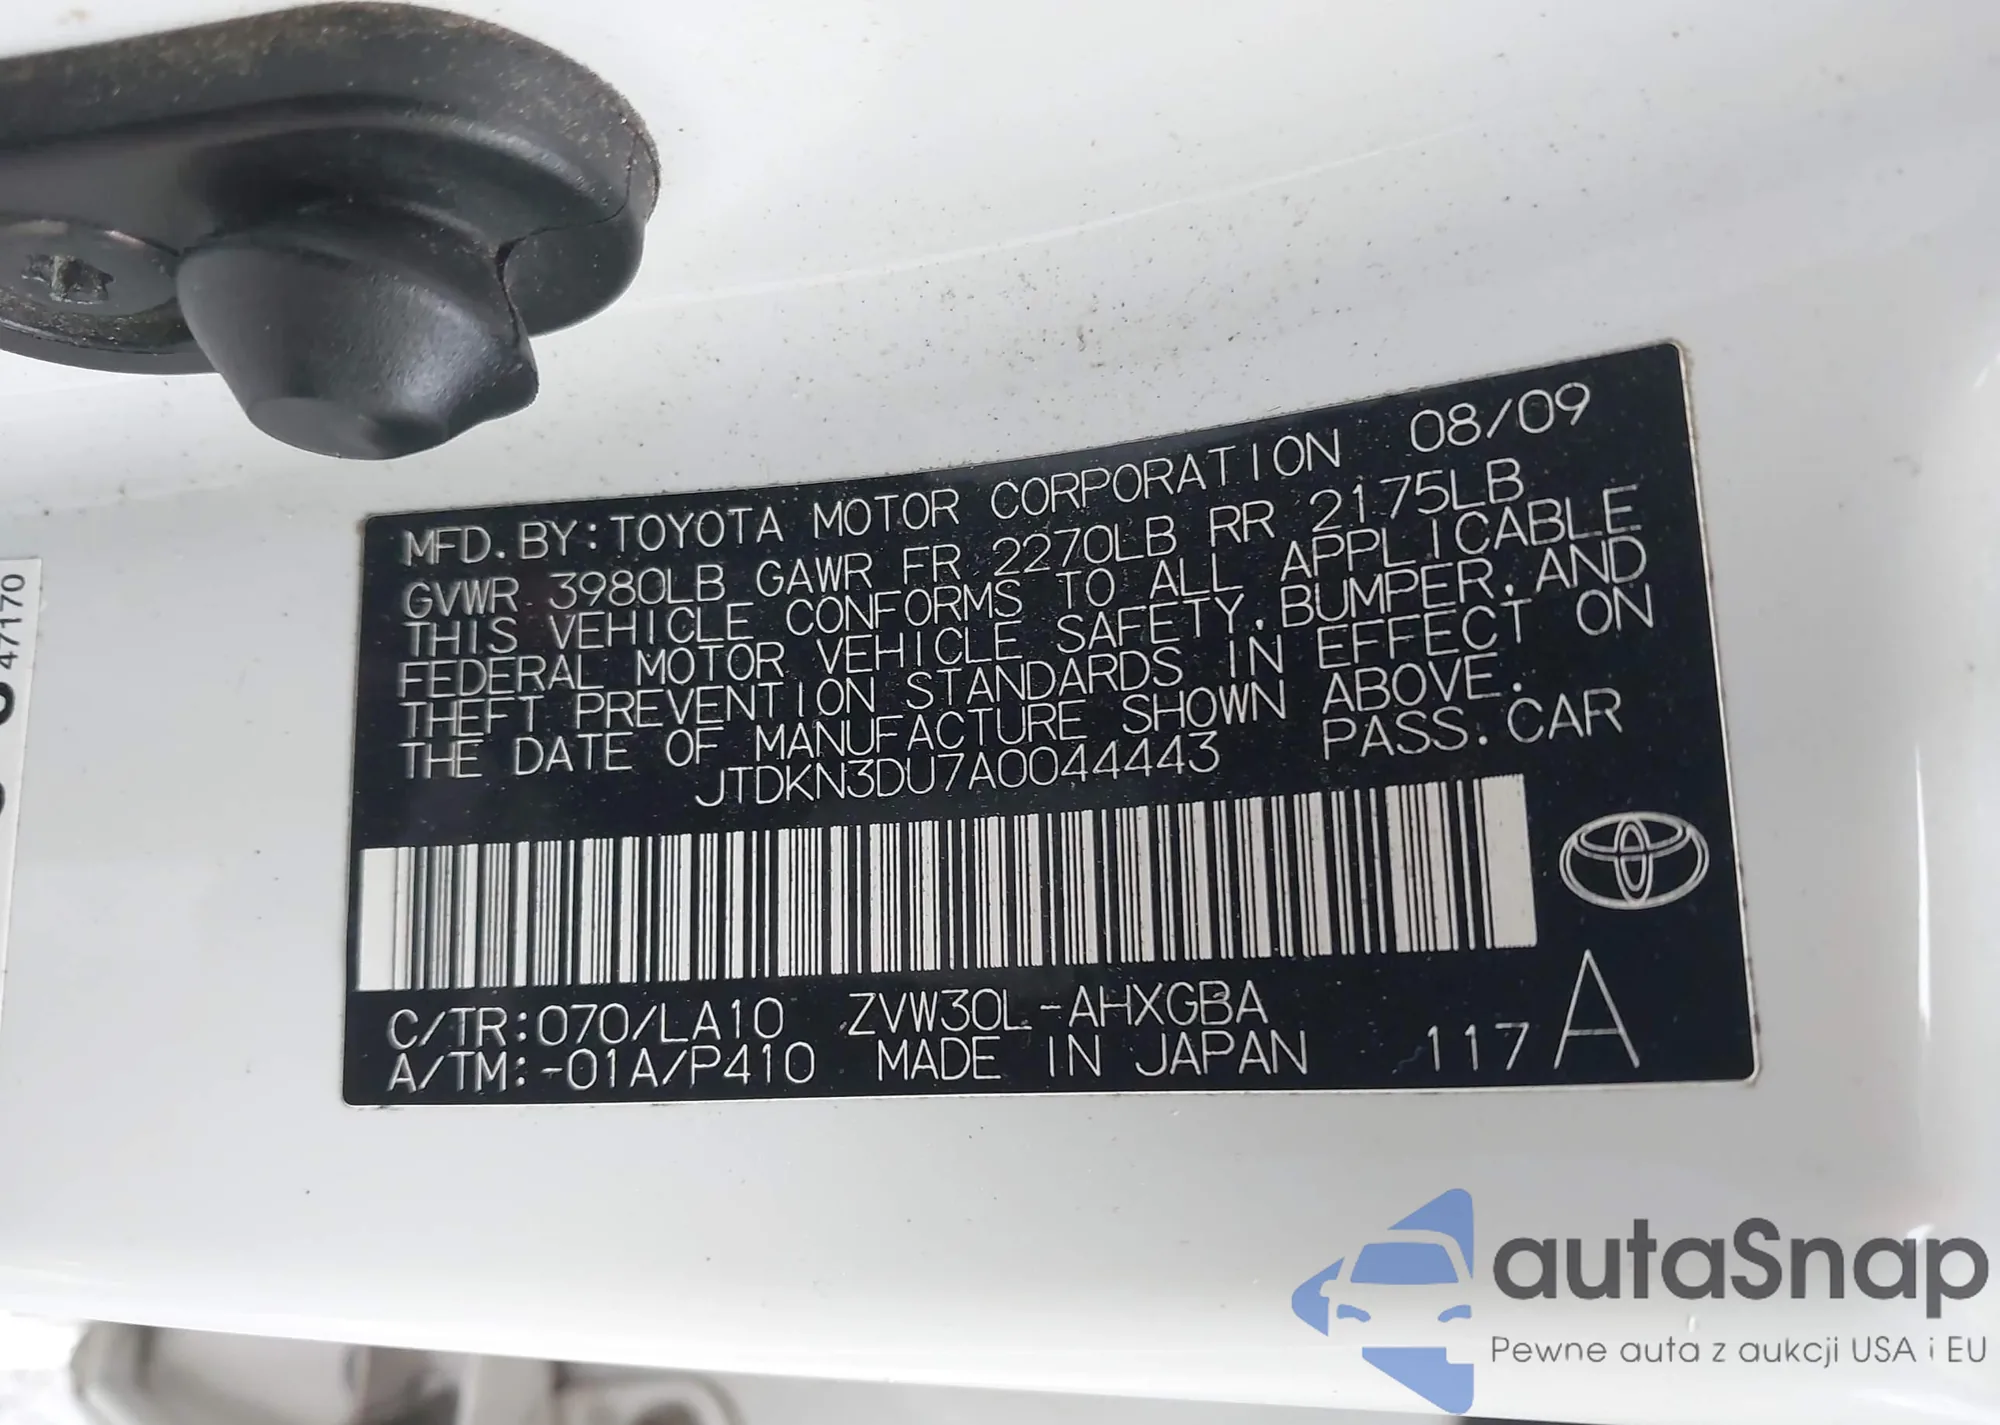 MFD. BY: TOYOTA MOTOR CORPORATION 08/09
GVWR 3980LB GAWR FR 2270LB RR 2175LB
THIS VEHICLE CONFORMS TO ALL APPLICABLE
FEDERAL MOTOR VEHICLE SAFETY, BUMPER, AND
THEFT PREVENTION STANDARDS IN EFFECT ON
THE DATE OF MANUFACTURE SHOWN ABOVE.
JTDKN3DU7A0044443 PASS. CAR
C/TR:070/LA10 ZVW30L-AHXGBA
A/TM:-01A/P410 MADE IN JAPAN 117 A
47170
autaSnap
Pewne auta z aukcji USA i EU